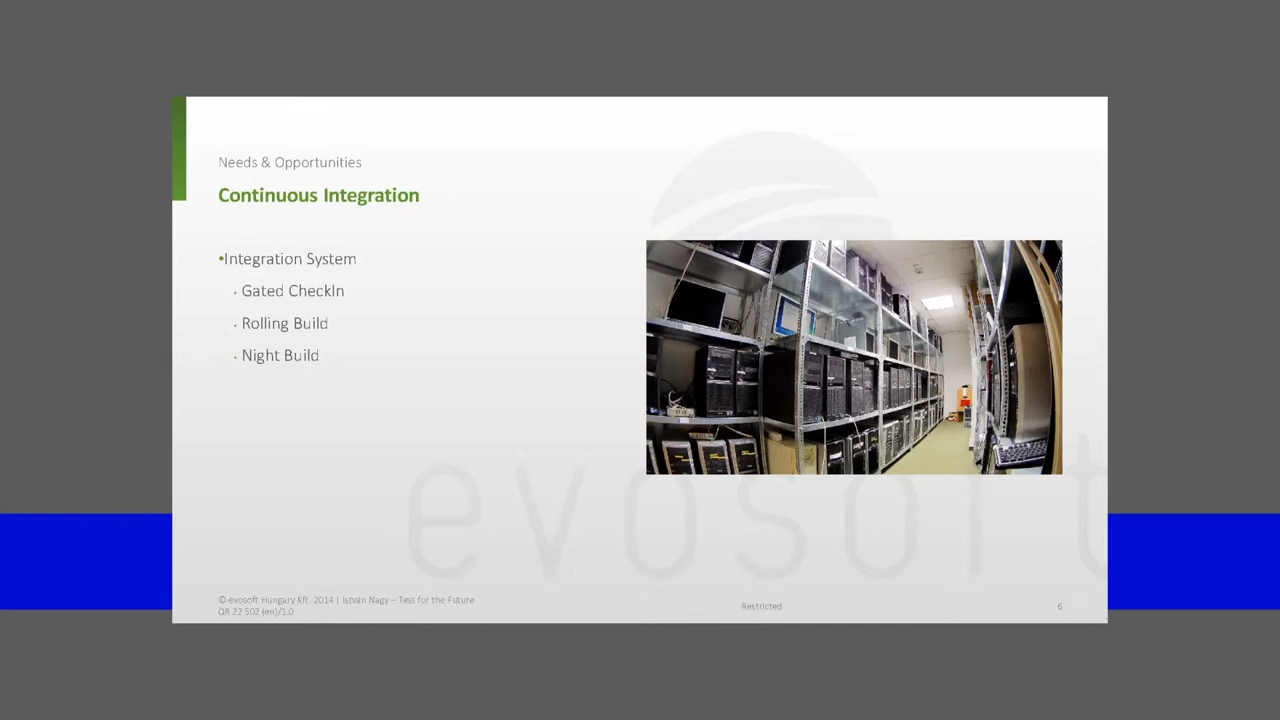 Needs & Opportunities
Continuous Integration
•Integration System
· Gated CheckIn
· Rolling Build
· Night Build
evosoft
© evosoft Hungary Kft. 2014 | István Nagy – Test for the Future
QR 22 502 (en)/1.0
Restricted
6